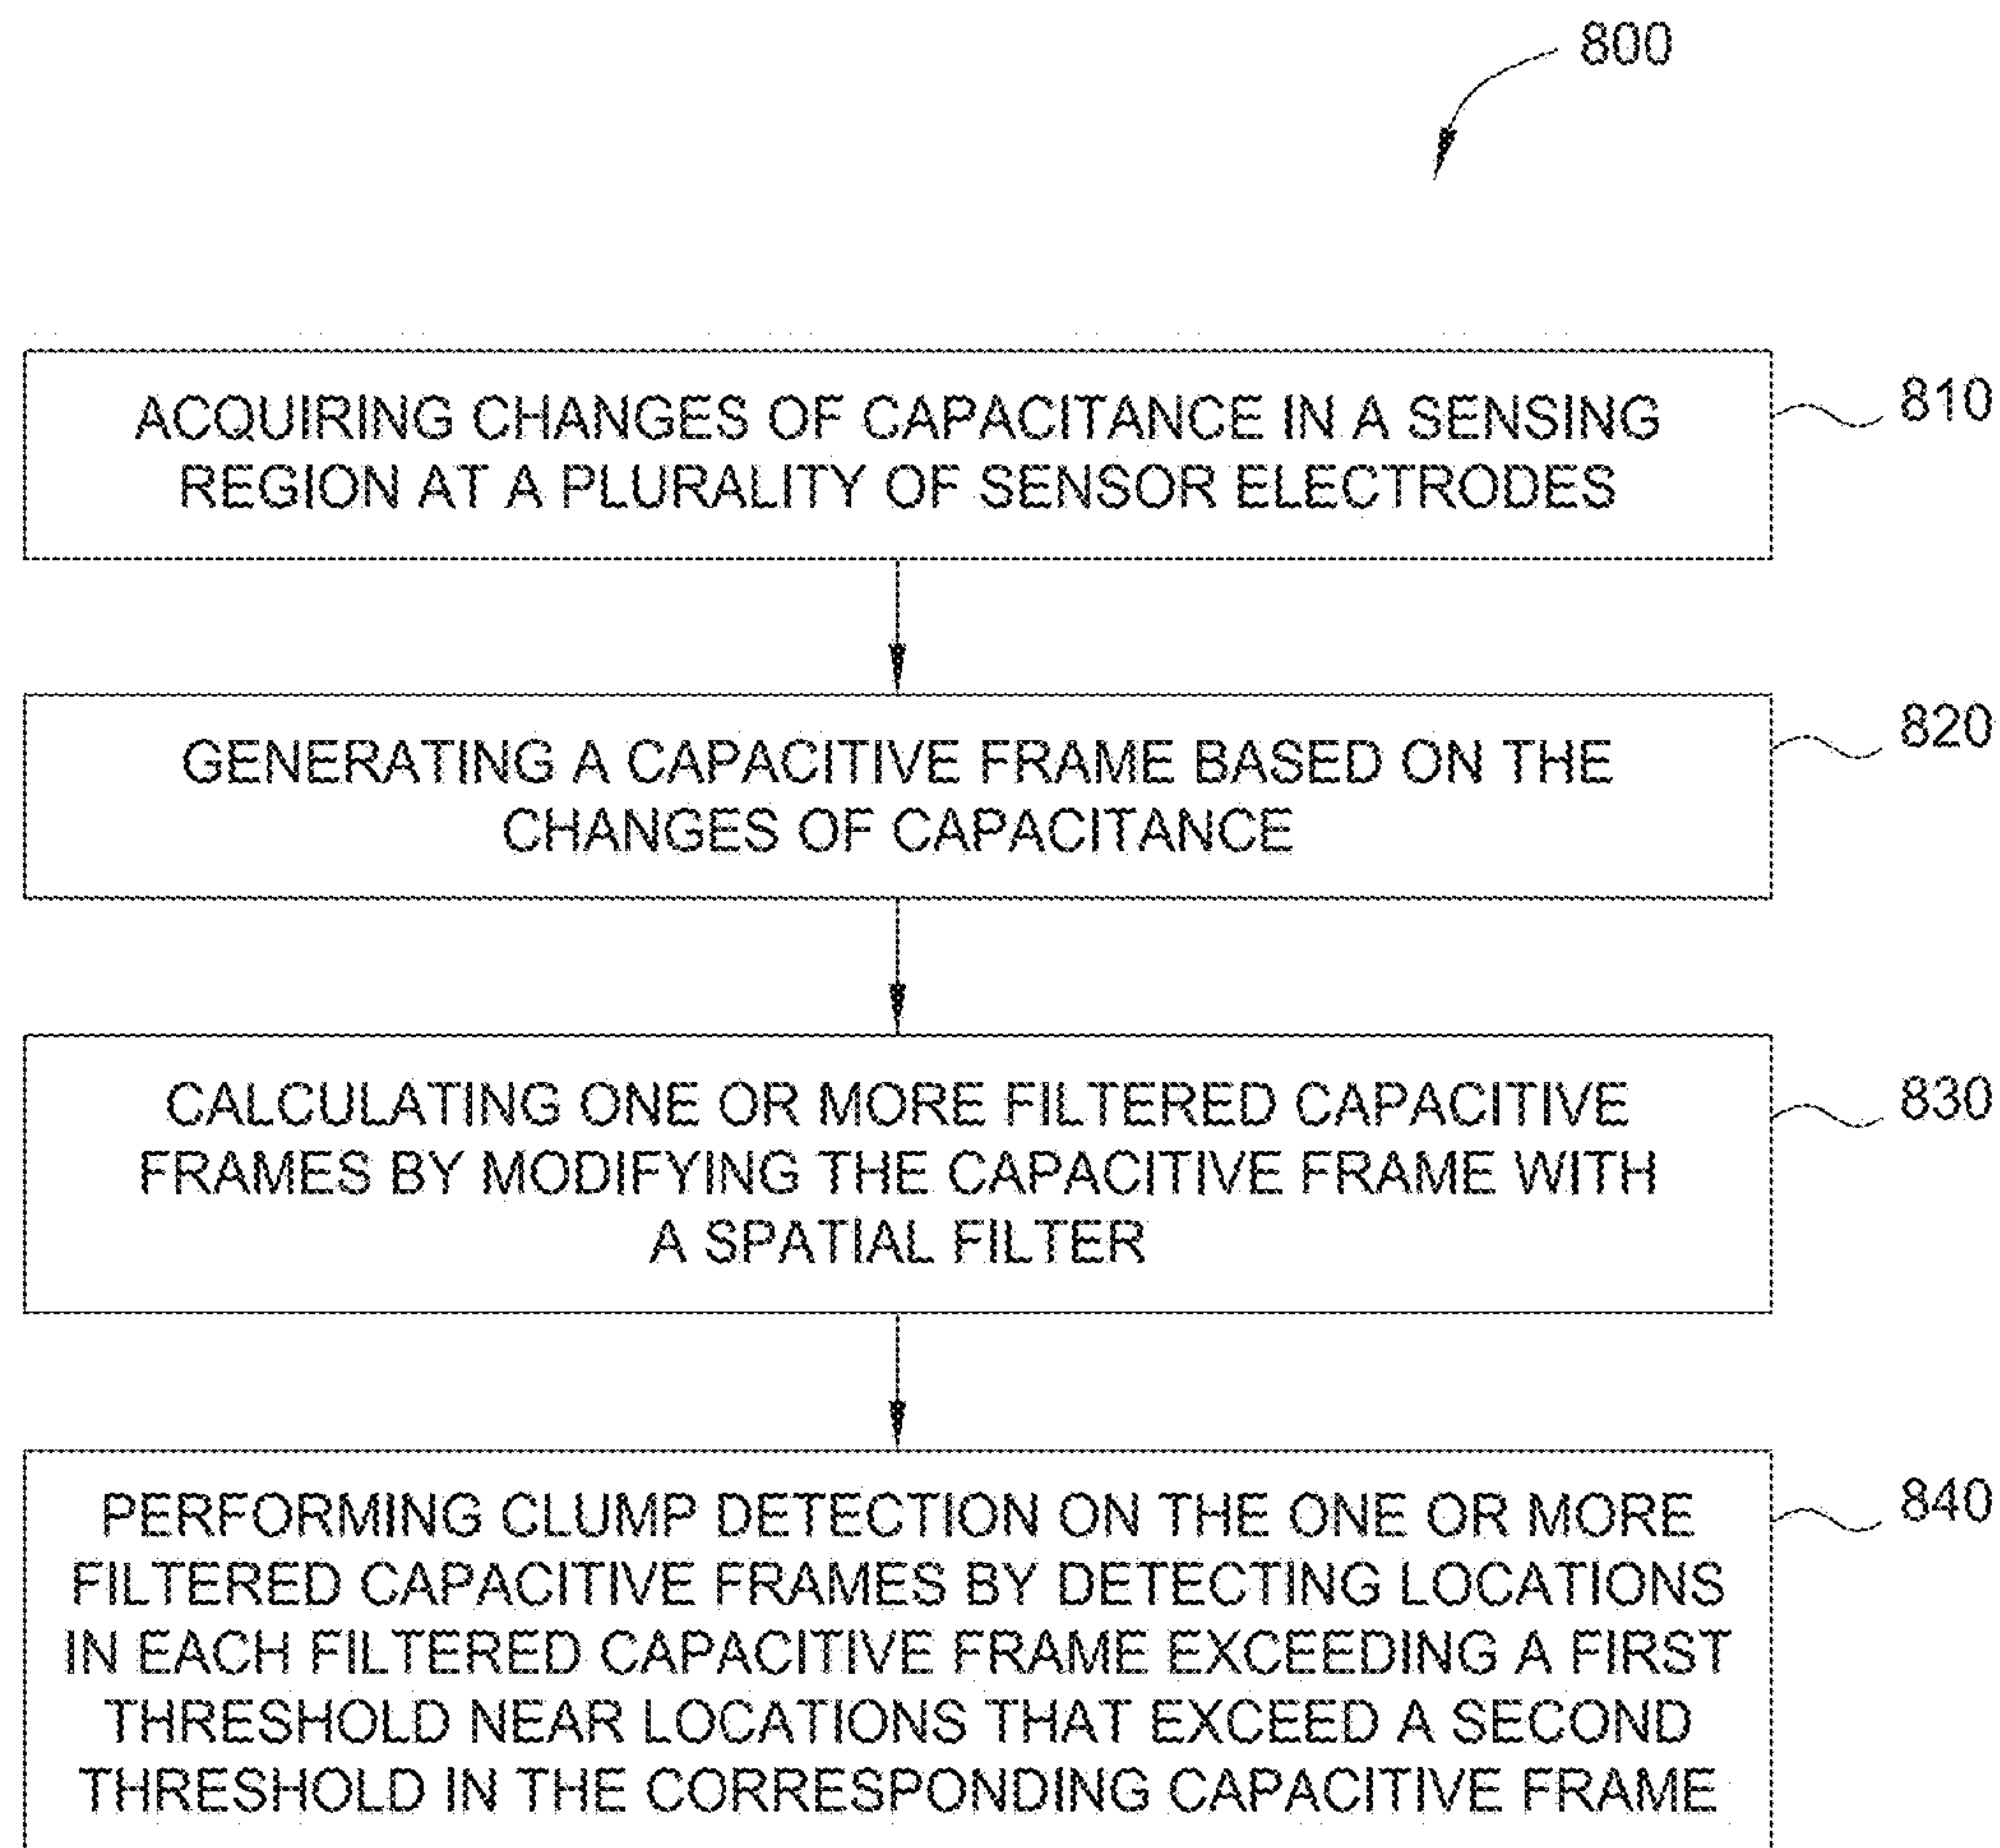 800
ACQUIRING CHANGES OF CAPACITANCE IN A SENSING
REGION AT A PLURALITY OF SENSOR ELECTRODES
810
GENERATING A CAPACITIVE FRAME BASED ON THE
CHANGES OF CAPACITANCE
820
CALCULATING ONE OR MORE FILTERED CAPACITIVE
FRAMES BY MODIFYING THE CAPACITIVE FRAME WITH
A SPATIAL FILTER
830
PERFORMING CLUMP DETECTION ON THE ONE OR MORE
FILTERED CAPACITIVE FRAMES BY DETECTING LOCATIONS
IN EACH FILTERED CAPACITIVE FRAME EXCEEDING A FIRST
THRESHOLD NEAR LOCATIONS THAT EXCEED A SECOND
THRESHOLD IN THE CORRESPONDING CAPACITIVE FRAME
840